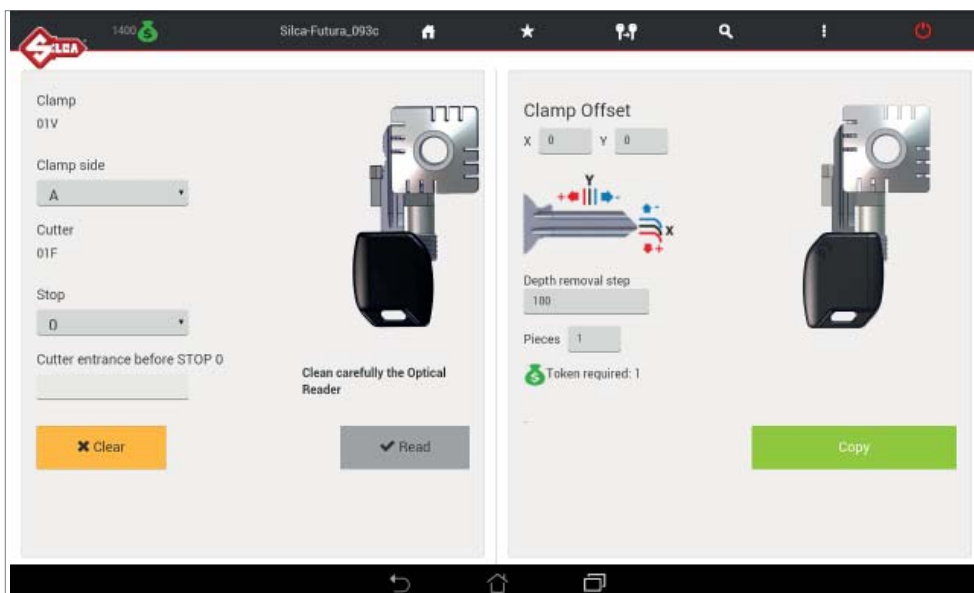 SILCA
1400
Silca-Futura_093c
Clamp
01V
Clamp side
A
Cutter
01F
Stop
0
Cutter entrance before STOP 0
Clean carefully the Optical
Reader
Clear
Read
Clamp Offset
X 0 Y 0
Y
+ -
-
X
+
Depth removal step
100
Pieces 1
Token required: 1
Copy